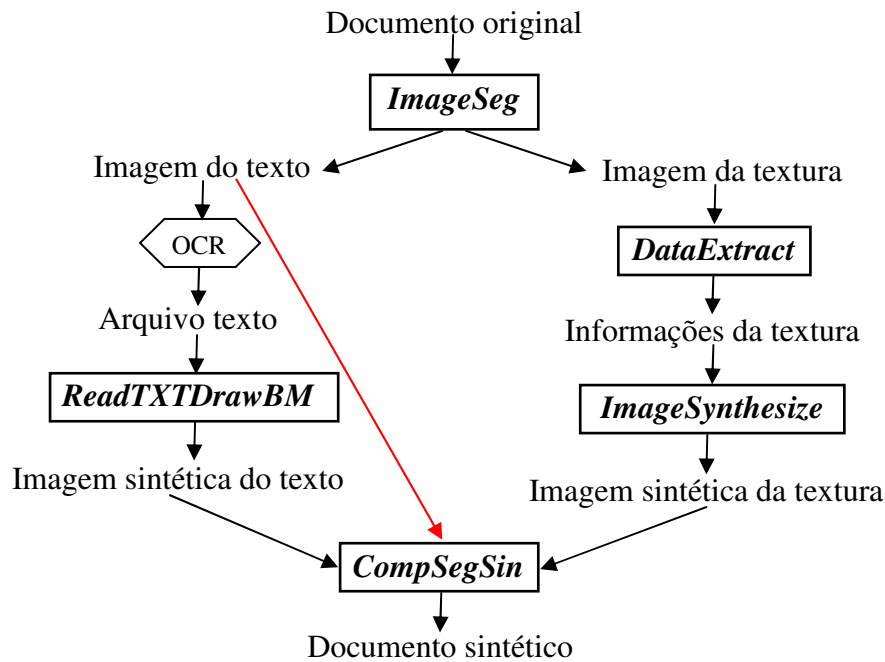 Documento original
ImageSeg
Imagem do texto
Imagem da textura
OCR
DataExtract
Arquivo texto
Informações da textura
ReadTXTDrawBM
ImageSynthesize
Imagem sintética do texto
Imagem sintética da textura
CompSegSin
Documento sintético